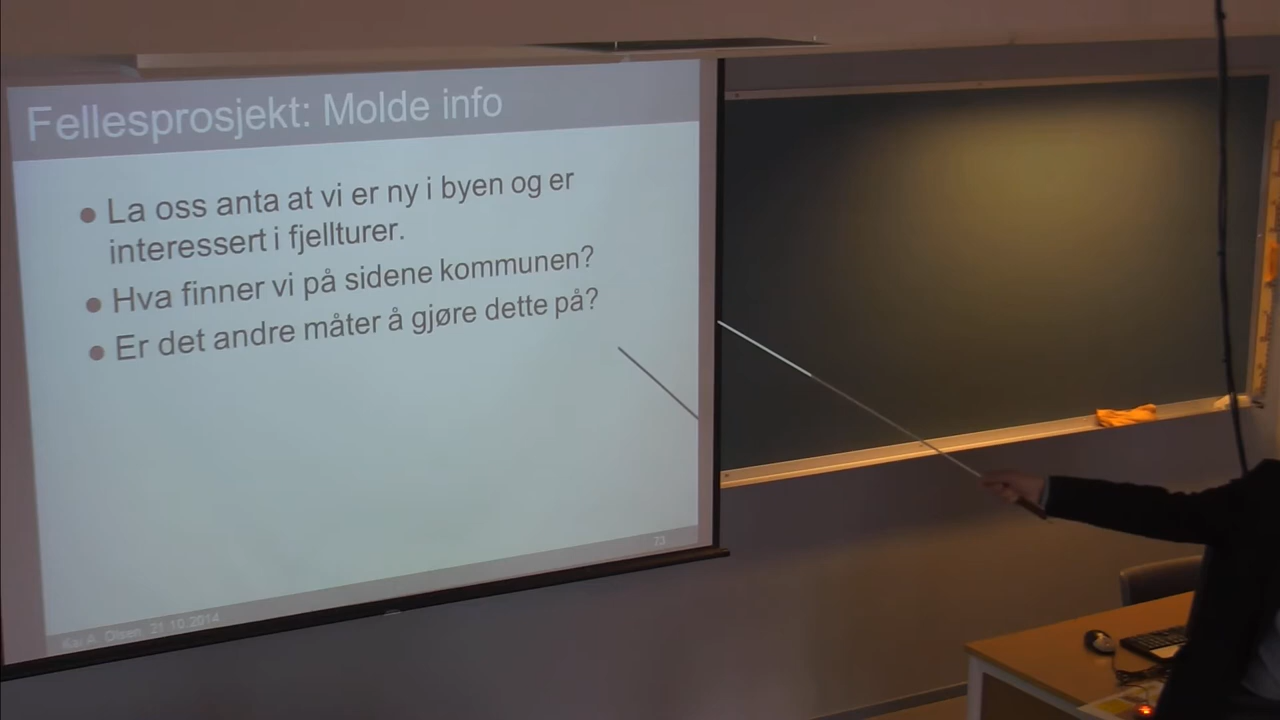 Fellesprosjekt: Molde info
● La oss anta at vi er ny i byen og er
interessert i fjellturer.
● Hva finner vi på sidene kommunen?
● Er det andre måter å gjøre dette på?
73
Kai A. Olsen, 21.10.2014